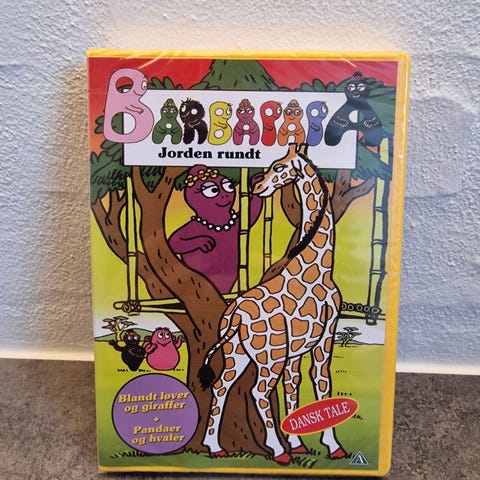 BARBAPAPA
Jorden rundt
Blandt løver
og giraffer
+
Pandaer
og hvaler
DANSK TALE
A